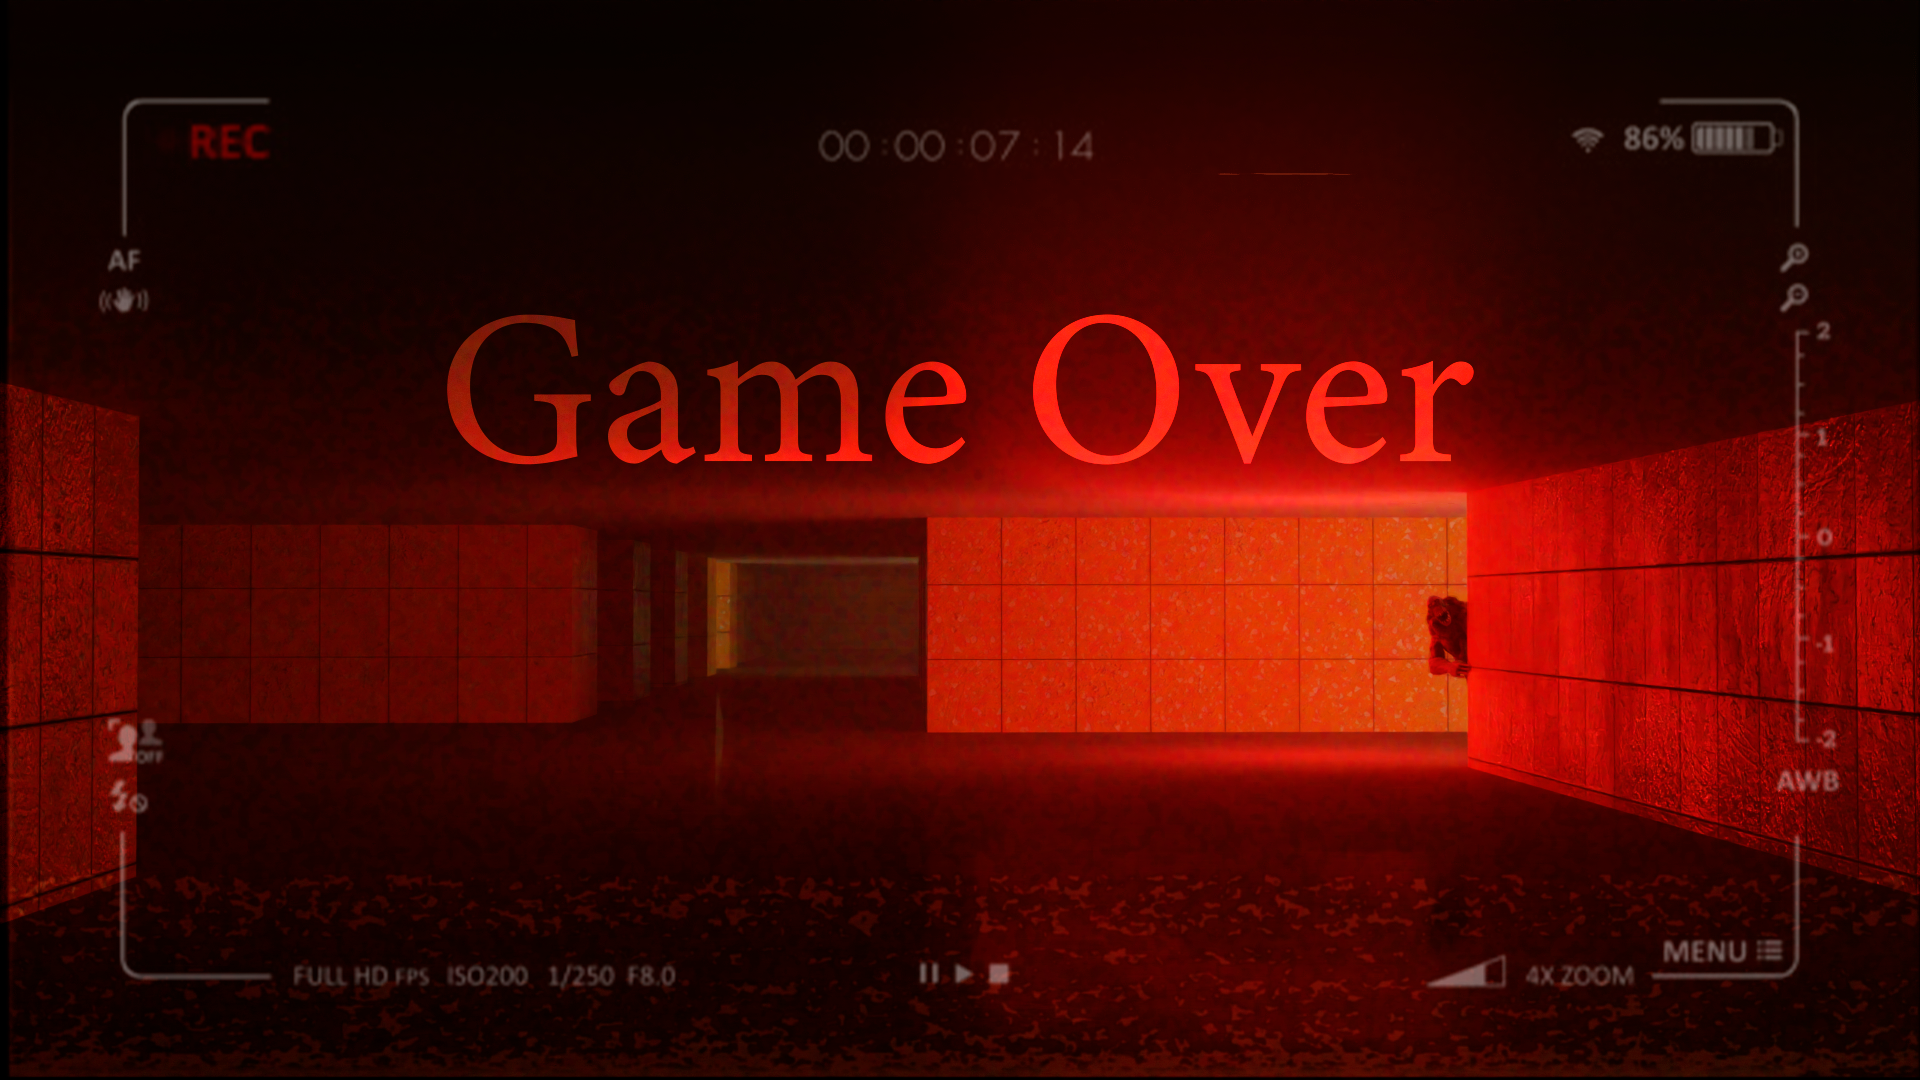 REC
00:00:07:14
86%
AF
Game Over
2
1
0
-1
-2
OFF
AWB
MENU
FULL HD FPS ISO200 1/250 F8.0
4X ZOOM